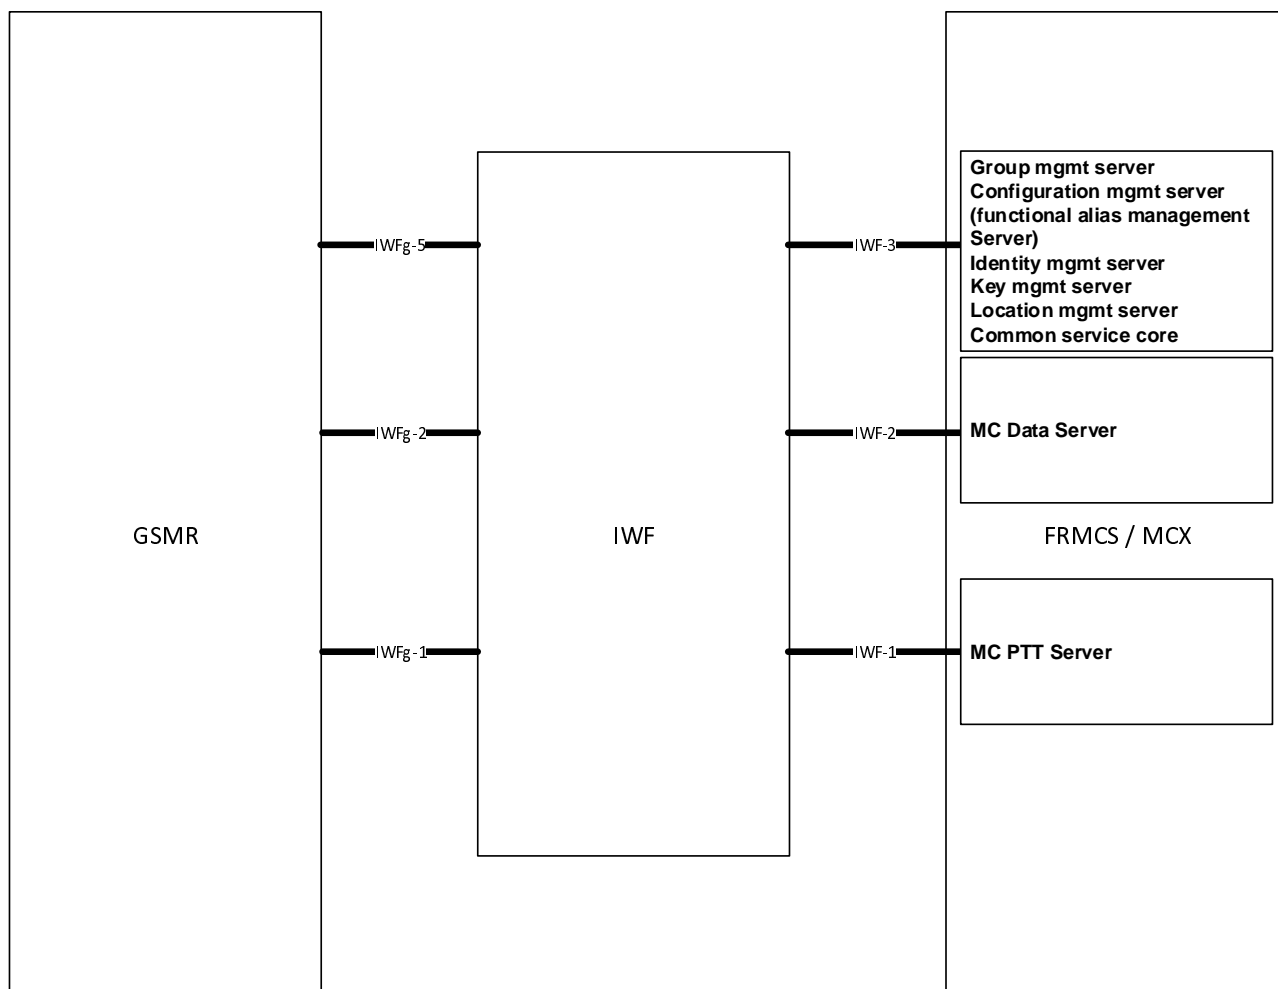 Group mgmt server
Configuration mgmt server
(functional alias management
Server)
Identity mgmt server
Key mgmt server
Location mgmt server
Common service core
IWFg-5
IWF-3
IWFg-2
IWF-2
MC Data Server
GSMR
IWF
FRMCS / MCX
IWFg-1
IWF-1
MC PTT Server